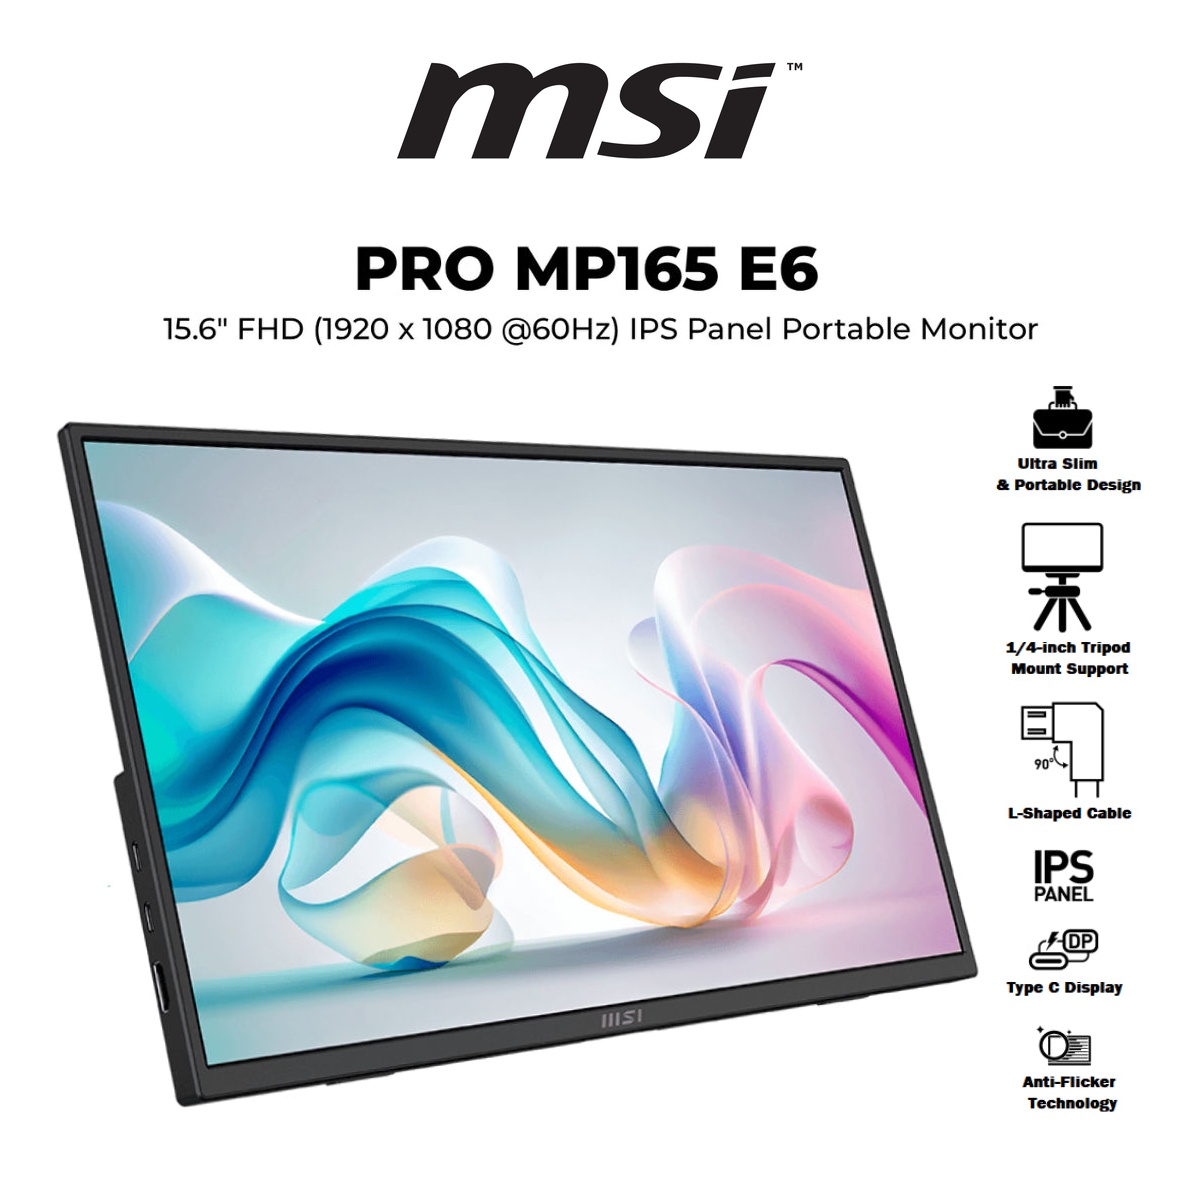 msi™
PRO MP165 E6
15.6" FHD (1920 x 1080 @60Hz) IPS Panel Portable Monitor
Ultra Slim
& Portable Design
1/4-inch Tripod
Mount Support
90°
L-Shaped Cable
IPS
PANEL
DP
Type C Display
Anti-Flicker
Technology
msi